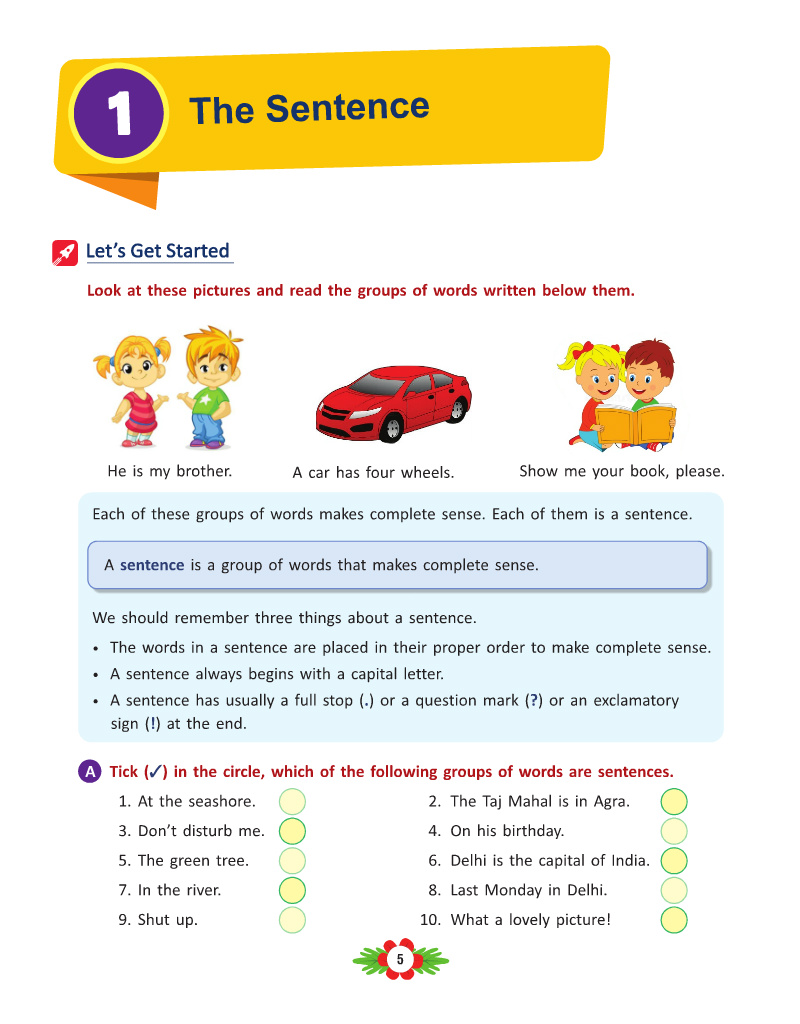 1
The Sentence
Let's Get Started
Look at these pictures and read the groups of words written below them.
He is my brother.
A car has four wheels.
Show me your book, please.
Each of these groups of words makes complete sense. Each of them is a sentence.
A sentence is a group of words that makes complete sense.
We should remember three things about a sentence.
• The words in a sentence are placed in their proper order to make complete sense.
• A sentence always begins with a capital letter.
• A sentence has usually a full stop (.) or a question mark (?) or an exclamatory
sign (!) at the end.
A Tick (✓) in the circle, which of the following groups of words are sentences.
1. At the seashore.
2. The Taj Mahal is in Agra.
3. Don't disturb me.
4. On his birthday.
5. The green tree.
6. Delhi is the capital of India.
7. In the river.
8. Last Monday in Delhi.
9. Shut up.
10. What a lovely picture!
5